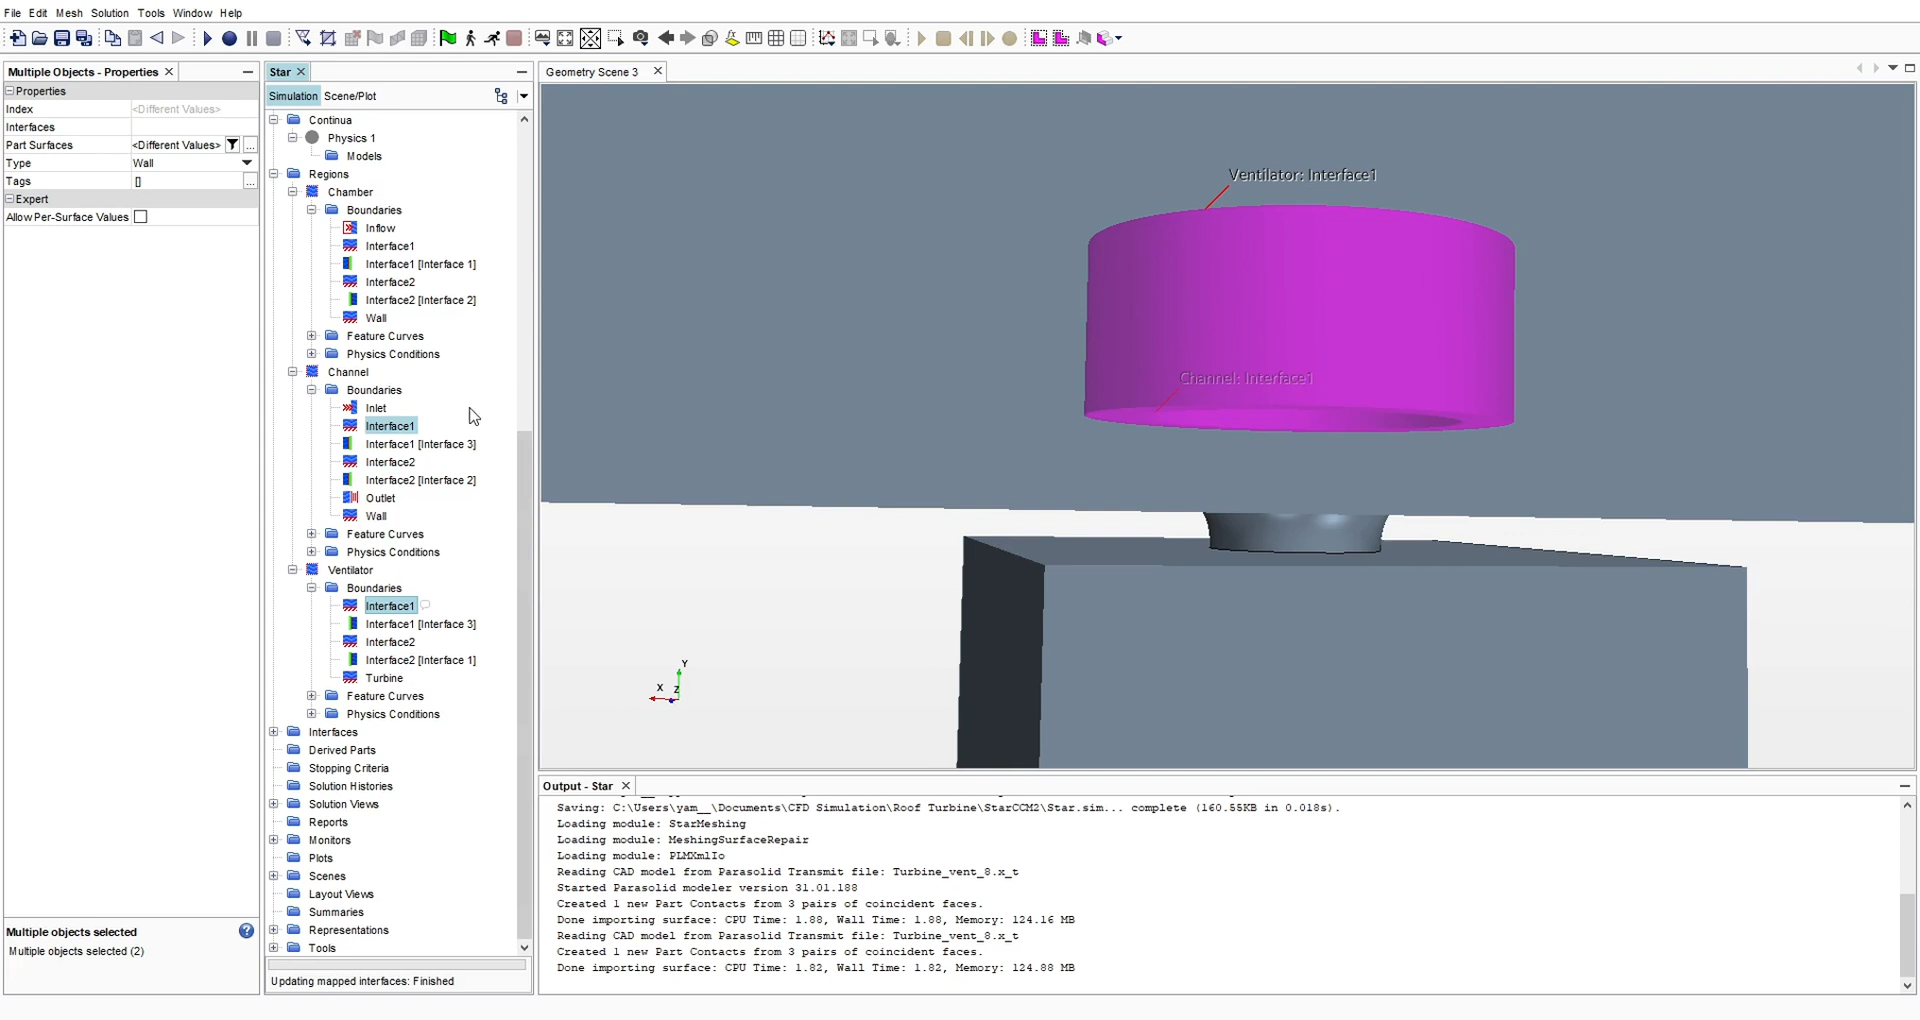 File Edit Mesh Solution Tools Window Help
Multiple Objects - Properties
Properties
Index <Different Values>
Interfaces
Part Surfaces <Different Values> ...
Type Wall
Tags [] ...
Expert
Allow Per-Surface Values
Multiple objects selected
Multiple objects selected (2)
Star
Simulation Scene/Plot
Continua
Physics 1
Models
Regions
Chamber
Boundaries
Inflow
Interface1
Interface1 [Interface 1]
Interface2
Interface2 [Interface 2]
Wall
Feature Curves
Physics Conditions
Channel
Boundaries
Inlet
Interface1
Interface1 [Interface 3]
Interface2
Interface2 [Interface 2]
Outlet
Wall
Feature Curves
Physics Conditions
Ventilator
Boundaries
Interface1
Interface1 [Interface 3]
Interface2
Interface2 [Interface 1]
Turbine
Feature Curves
Physics Conditions
Interfaces
Derived Parts
Stopping Criteria
Solution Histories
Solution Views
Reports
Monitors
Plots
Scenes
Layout Views
Summaries
Representations
Tools
Updating mapped interfaces: Finished
Geometry Scene 3
Ventilator: Interface1
Channel: Interface1
Y
X Z
Output - Star
Saving: C:\Users\yam__\Documents\CFD Simulation\Roof Turbine\StarCCM2\Star.sim... complete (160.55KB in 0.018s).
Loading module: StarMeshing
Loading module: MeshingSurfaceRepair
Loading module: PLMXmlIo
Reading CAD model from Parasolid Transmit file: Turbine_vent_8.x_t
Started Parasolid modeler version 31.01.188
Created 1 new Part Contacts from 3 pairs of coincident faces.
Done importing surface: CPU Time: 1.88, Wall Time: 1.88, Memory: 124.16 MB
Reading CAD model from Parasolid Transmit file: Turbine_vent_8.x_t
Created 1 new Part Contacts from 3 pairs of coincident faces.
Done importing surface: CPU Time: 1.82, Wall Time: 1.82, Memory: 124.88 MB